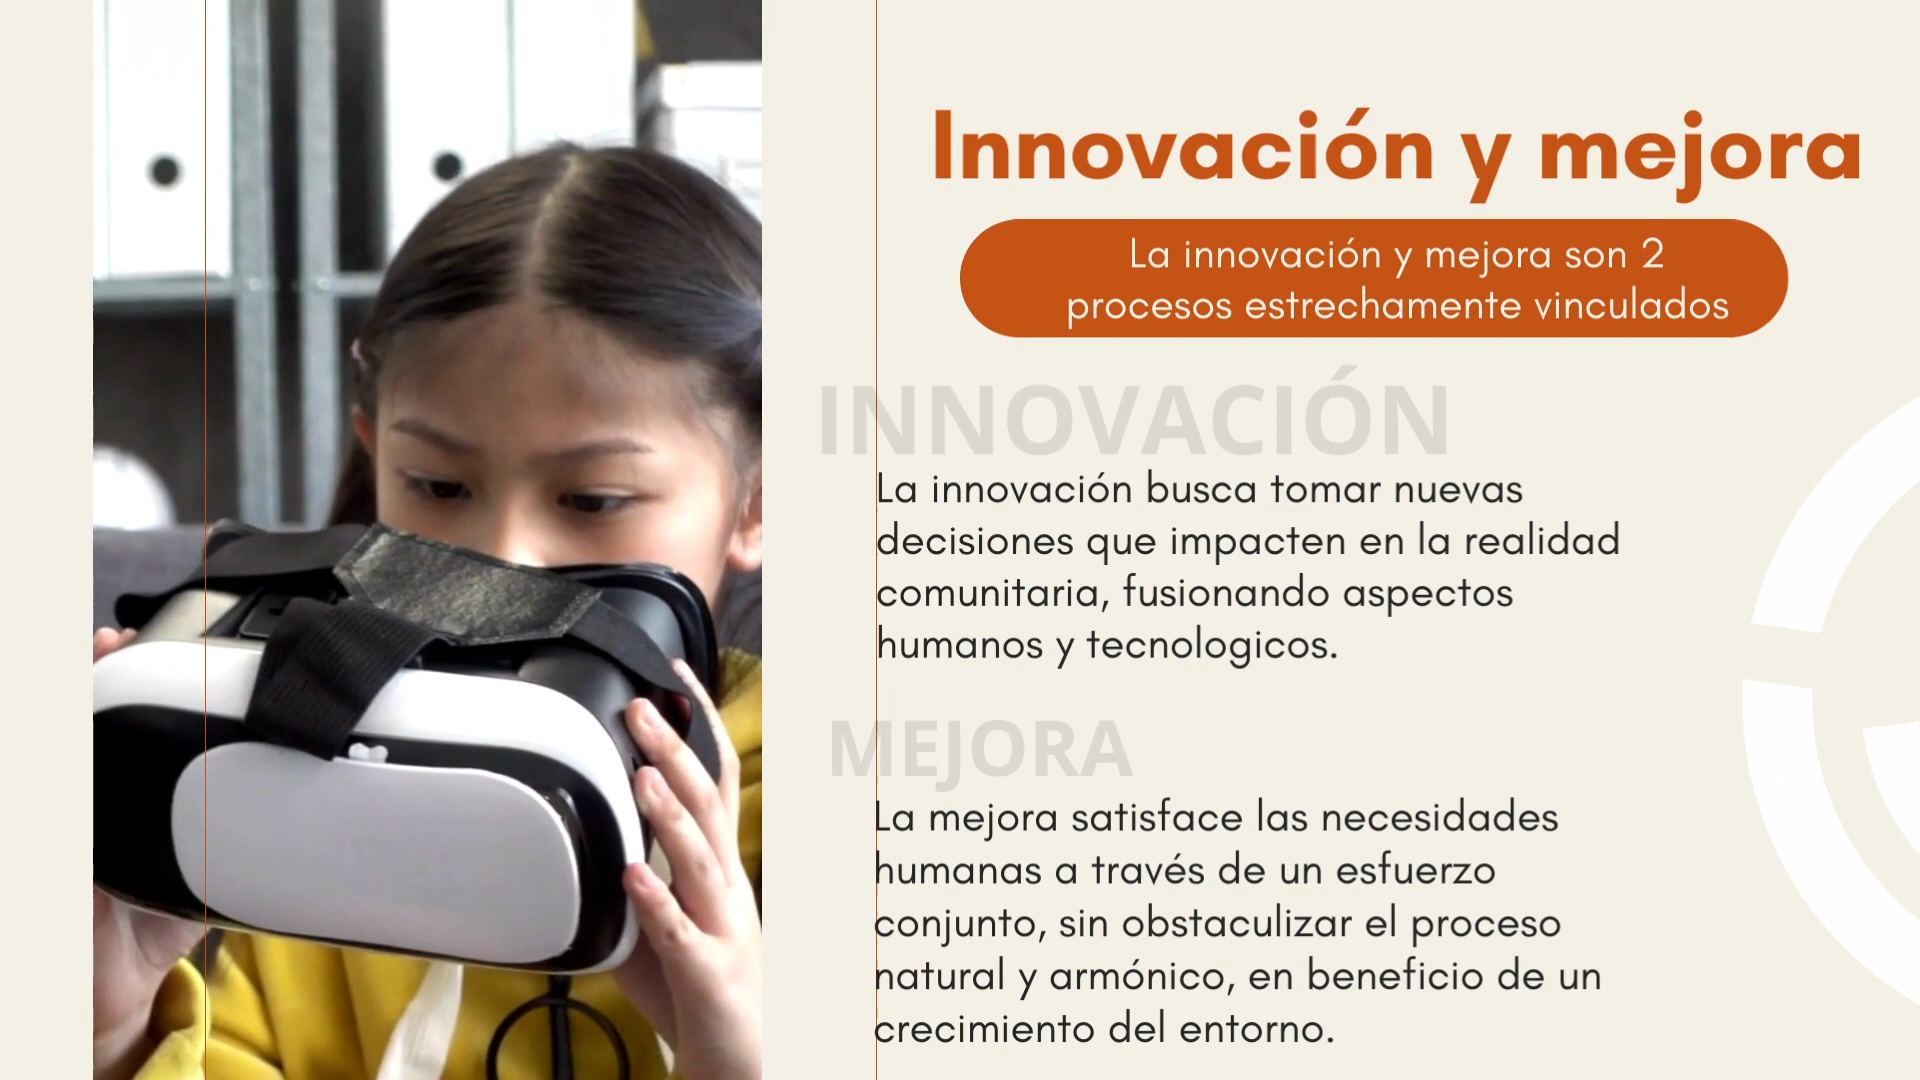 Innovación y mejora
La innovación y mejora son 2
procesos estrechamente vinculados
INNOVACIÓN
La innovación busca tomar nuevas
decisiones que impacten en la realidad
comunitaria, fusionando aspectos
humanos y tecnologicos.
MEJORA
La mejora satisface las necesidades
humanas a través de un esfuerzo
conjunto, sin obstaculizar el proceso
natural y armónico, en beneficio de un
crecimiento del entorno.